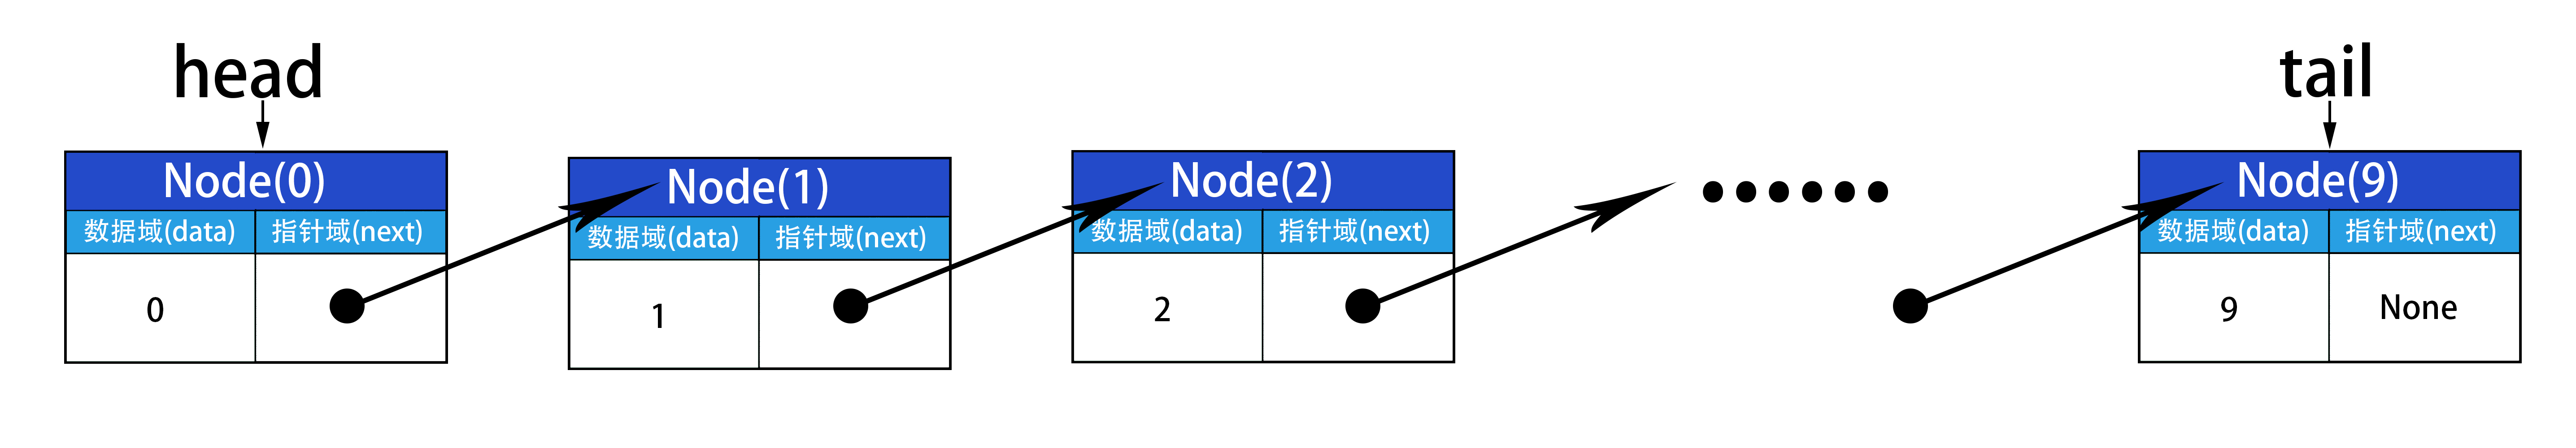 head
tail
Node(0)
数据域(data) 指针域(next)
0
Node(1)
数据域(data) 指针域(next)
1
Node(2)
数据域(data) 指针域(next)
2
......
Node(9)
数据域(data) 指针域(next)
9 None